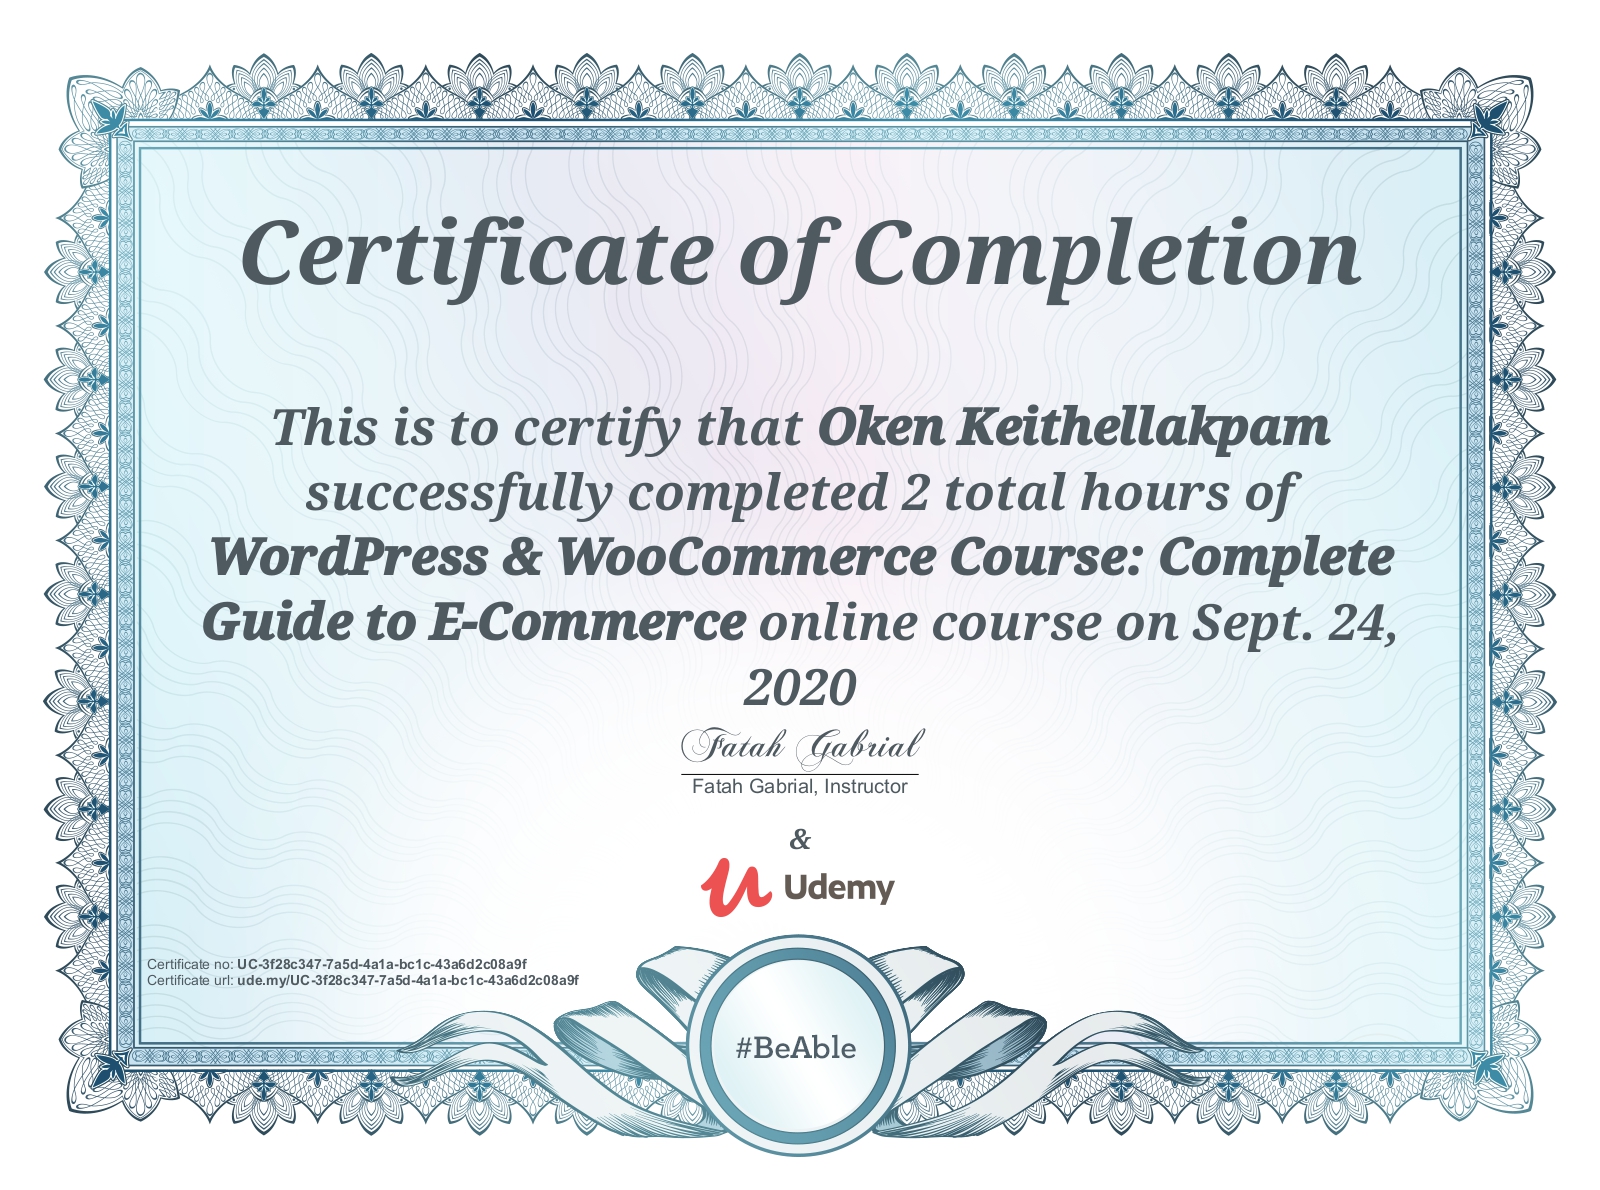 Certificate of Completion
This is to certify that Oken Keithellakpam
successfully completed 2 total hours of
WordPress & WooCommerce Course: Complete
Guide to E-Commerce online course on Sept. 24,
2020
Fatah Gabrial
Fatah Gabrial, Instructor
&
Udemy
Certificate no: UC-3f28c347-7a5d-4a1a-bc1c-43a6d2c08a9f
Certificate url: ude.my/UC-3f28c347-7a5d-4a1a-bc1c-43a6d2c08a9f
#BeAble